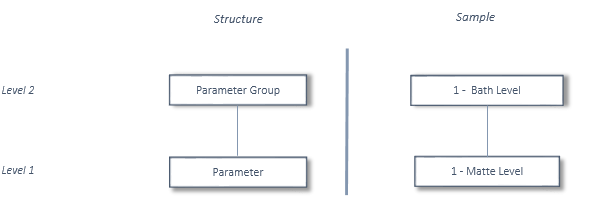 Structure
Sample
Level 2
Parameter Group
1 - Bath Level
Level 1
Parameter
1 - Matte Level